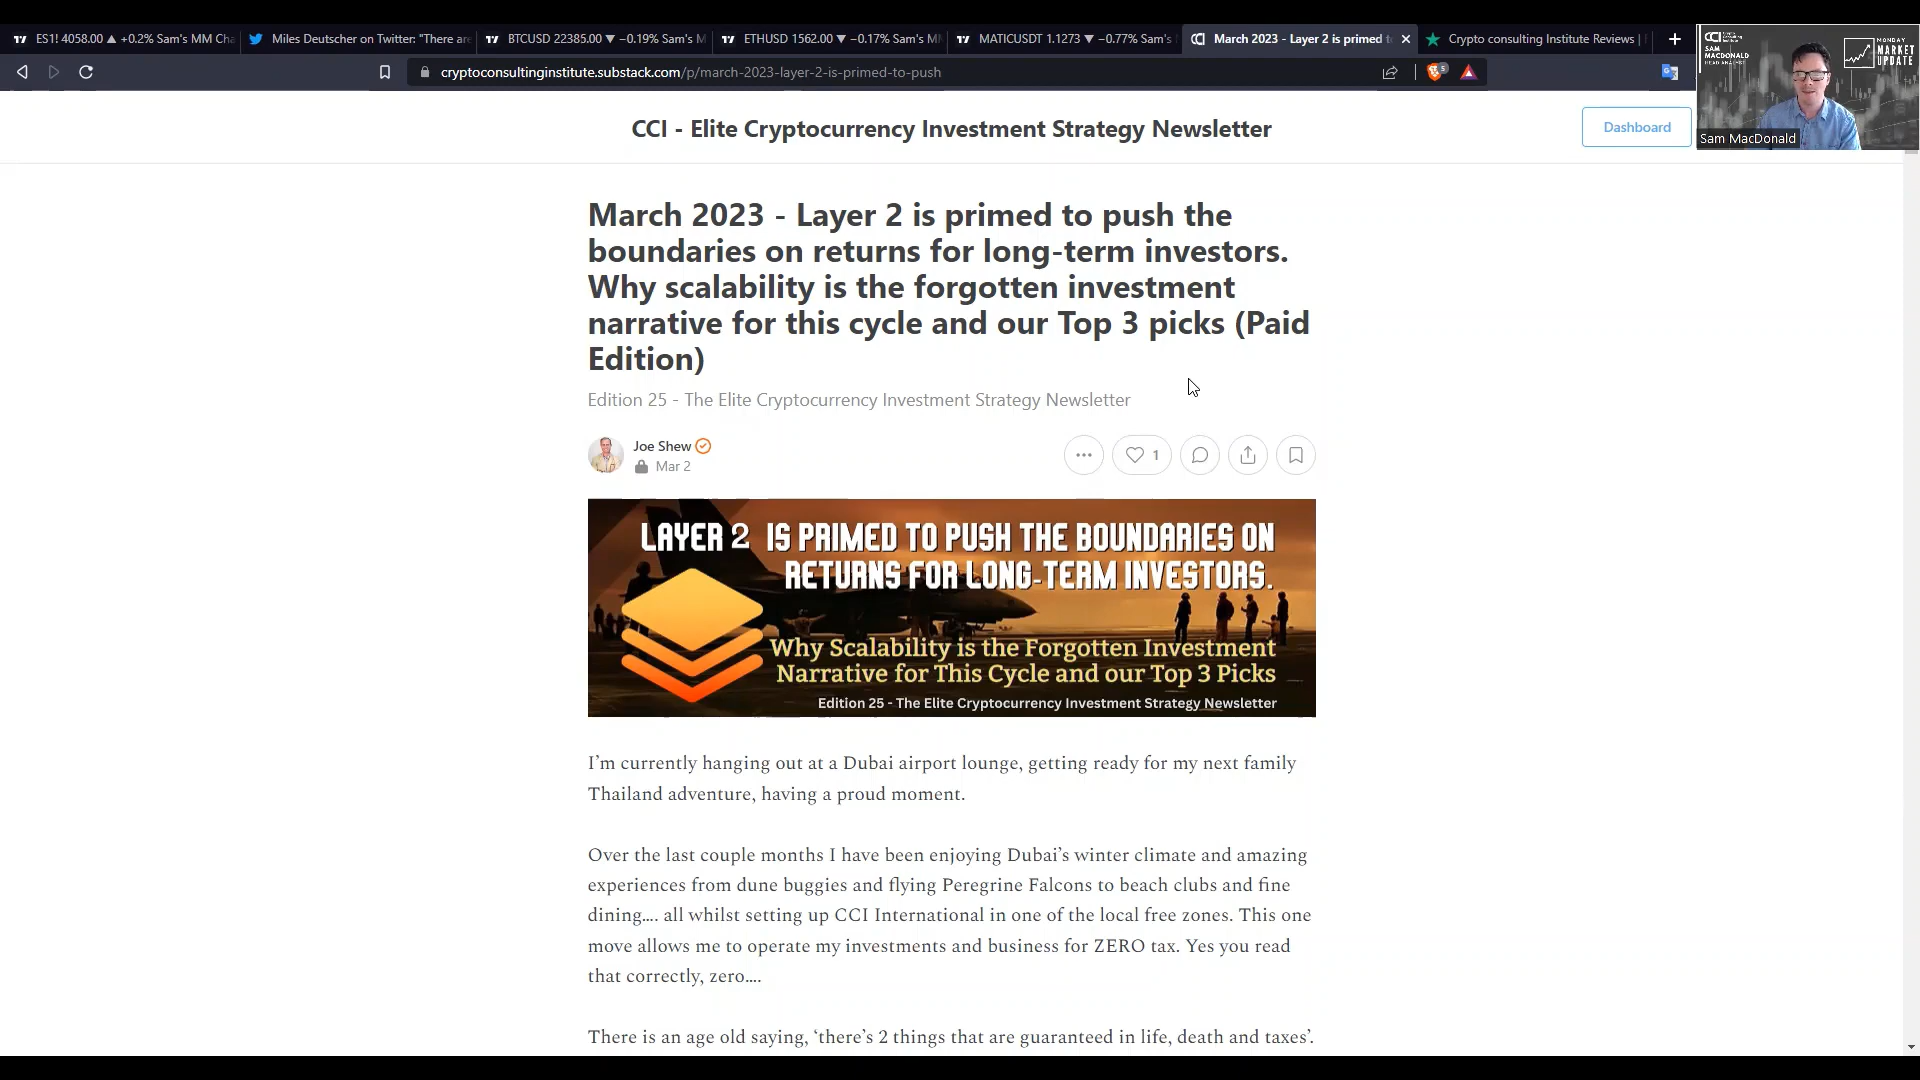 ES1! 4058.00 ▲ +0.2% Sam's MM Cha
Miles Deutscher on Twitter: "There are
BTCUSD 22385.00 ▼ −0.19% Sam's M
ETHUSD 1562.00 ▼ −0.17% Sam's M
MATICUSDT 1.1273 ▼ −0.77% Sam's
March 2023 - Layer 2 is primed t
Crypto consulting Institute Reviews |
cryptoconsultinginstitute.substack.com/p/march-2023-layer-2-is-primed-to-push
5
CCI
SAM
MACDONALD
HEAD ANALYST
MONDAY
MARKET
UPDATE
Sam MacDonald
CCI - Elite Cryptocurrency Investment Strategy Newsletter
Dashboard
March 2023 - Layer 2 is primed to push the
boundaries on returns for long-term investors.
Why scalability is the forgotten investment
narrative for this cycle and our Top 3 picks (Paid
Edition)
Edition 25 - The Elite Cryptocurrency Investment Strategy Newsletter
Joe Shew
Mar 2
1
LAYER 2 IS PRIMED TO PUSH THE BOUNDARIES ON
RETURNS FOR LONG-TERM INVESTORS.
Why Scalability is the Forgotten Investment
Narrative for This Cycle and our Top 3 Picks
Edition 25 - The Elite Cryptocurrency Investment Strategy Newsletter
I’m currently hanging out at a Dubai airport lounge, getting ready for my next family
Thailand adventure, having a proud moment.
Over the last couple months I have been enjoying Dubai’s winter climate and amazing
experiences from dune buggies and flying Peregrine Falcons to beach clubs and fine
dining…. all whilst setting up CCI International in one of the local free zones. This one
move allows me to operate my investments and business for ZERO tax. Yes you read
that correctly, zero….
There is an age old saying, ‘there’s 2 things that are guaranteed in life, death and taxes’.